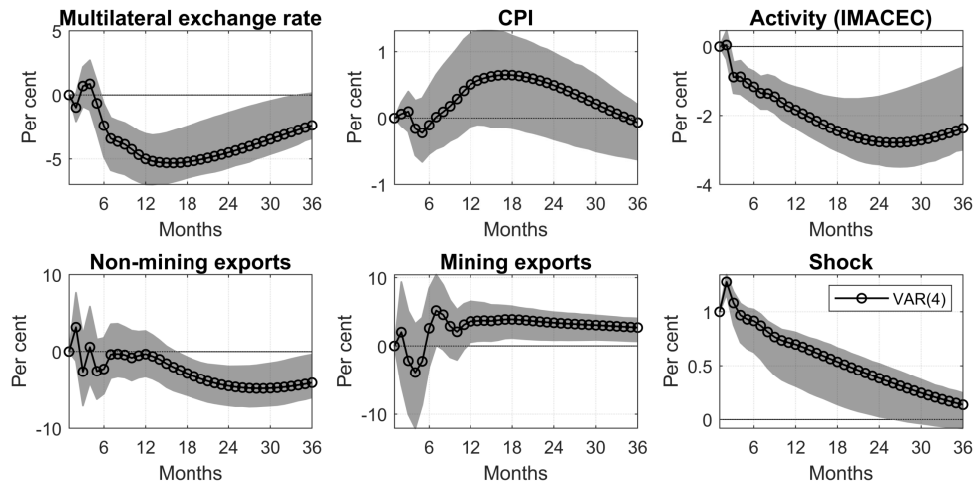 Multilateral exchange rate
5
0
-5
Per cent
6 12 18 24 30 36
Months
CPI
1
0
-1
Per cent
6 12 18 24 30 36
Months
Activity (IMACEC)
0
-2
-4
Per cent
6 12 18 24 30 36
Months
Non-mining exports
10
0
-10
Per cent
6 12 18 24 30 36
Months
Mining exports
10
0
-10
Per cent
6 12 18 24 30 36
Months
Shock
VAR(4)
1
0.5
0
Per cent
6 12 18 24 30 36
Months